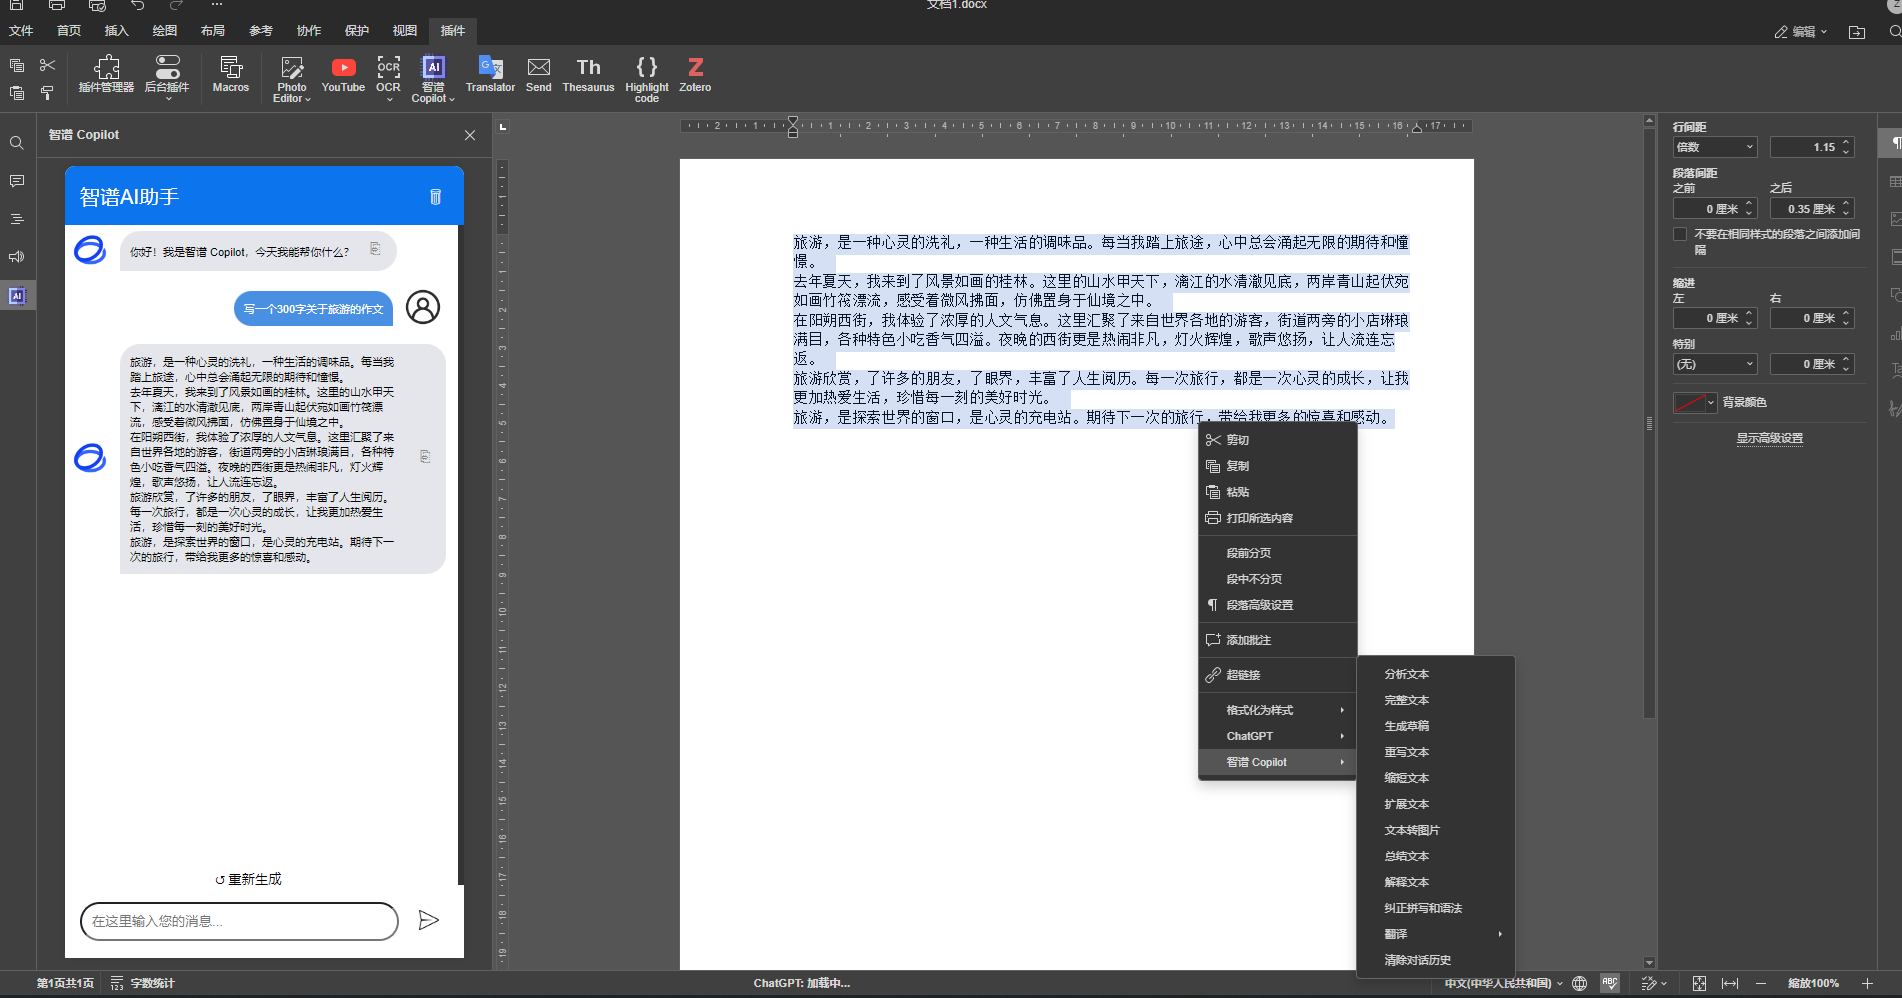 文档1.docx
Z
文件 首页 插入 绘图 布局 参考 协作 保护 视图 插件
编辑
插件管理器
后台插件
Macros
Photo
Editor
YouTube
OCR
OCR
AI
智谱
Copilot
Translator
Send
Th
Thesaurus
{}
Highlight
code
Z
Zotero
智谱 Copilot
智谱AI助手
你好！我是智谱 Copilot，今天我能帮你什么？
写一个300字关于旅游的作文
旅游，是一种心灵的洗礼，一种生活的调味品。每当我
踏上旅途，心中总会涌起无限的期待和憧憬。
去年夏天，我来到了风景如画的桂林。这里的山水甲天
下，漓江的水清澈见底，两岸青山起伏宛如画竹筏漂
流，感受着微风拂面，仿佛置身于仙境之中。
在阳朔西街，我体验了浓厚的人文气息。这里汇聚了来
自世界各地的游客，街道两旁的小店琳琅满目，各种特
色小吃香气四溢。夜晚的西街更是热闹非凡，灯火辉
煌，歌声悠扬，让人流连忘返。
旅游欣赏，了许多的朋友，了眼界，丰富了人生阅历。
每一次旅行，都是一次心灵的成长，让我更加热爱生
活，珍惜每一刻的美好时光。
旅游，是探索世界的窗口，是心灵的充电站。期待下一
次的旅行，带给我更多的惊喜和感动。
重新生成
在这里输入您的消息...
2 1 1 2 3 4 5 6 7 8 9 10 11 12 13 14 15 16 17
旅游，是一种心灵的洗礼，一种生活的调味品。每当我踏上旅途，心中总会涌起无限的期待和憧
憬。
去年夏天，我来到了风景如画的桂林。这里的山水甲天下，漓江的水清澈见底，两岸青山起伏宛
如画竹筏漂流，感受着微风拂面，仿佛置身于仙境之中。
在阳朔西街，我体验了浓厚的人文气息。这里汇聚了来自世界各地的游客，街道两旁的小店琳琅
满目，各种特色小吃香气四溢。夜晚的西街更是热闹非凡，灯火辉煌，歌声悠扬，让人流连忘
返。
旅游欣赏，了许多的朋友，了眼界，丰富了人生阅历。每一次旅行，都是一次心灵的成长，让我
更加热爱生活，珍惜每一刻的美好时光。
旅游，是探索世界的窗口，是心灵的充电站。期待下一次的旅行，带给我更多的惊喜和感动。
剪切
复制
粘贴
打印所选内容
段前分页
段中不分页
段落高级设置
添加批注
超链接
格式化为样式
ChatGPT
智谱 Copilot
分析文本
完整文本
生成草稿
重写文本
缩短文本
扩展文本
文本转图片
总结文本
解释文本
纠正拼写和语法
翻译
清除对话历史
行间距
倍数 1.15
段落间距
之前 之后
0 厘米 0.35 厘米
不要在相同样式的段落之间添加间
隔
缩进
左 右
0 厘米 0 厘米
特别
(无) 0 厘米
背景颜色
显示高级设置
第1页共1页 字数统计
ChatGPT: 加载中...
中文(中华人民共和国)
缩放100%